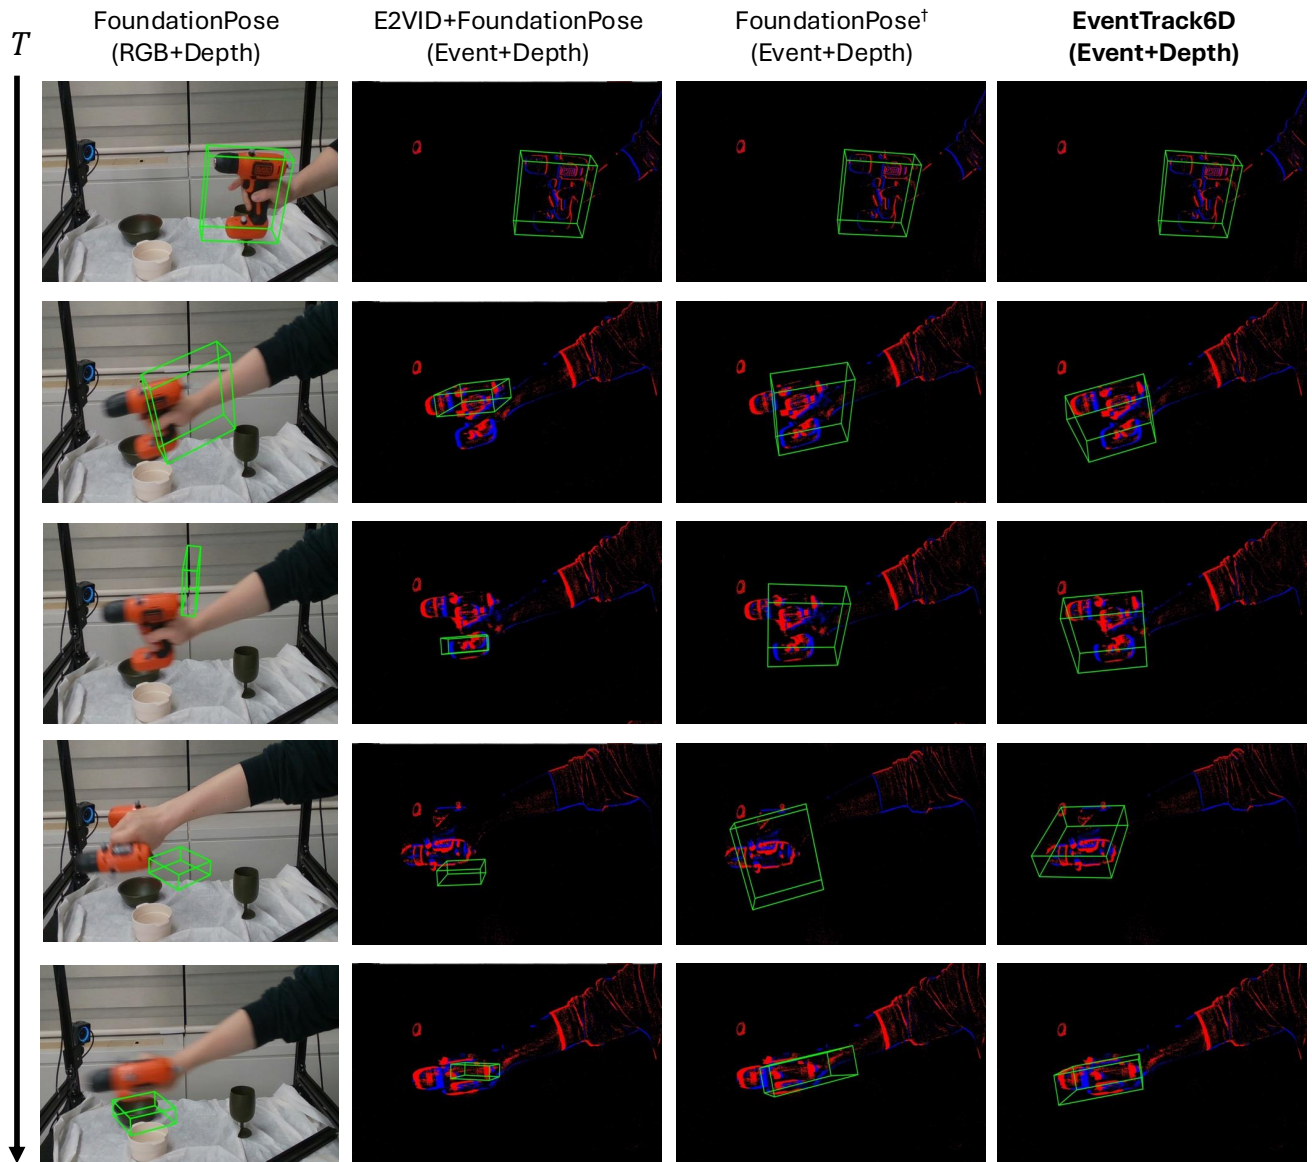 FoundationPose
(RGB+Depth)
E2VID+FoundationPose
(Event+Depth)
FoundationPose†
(Event+Depth)
EventTrack6D
(Event+Depth)
T